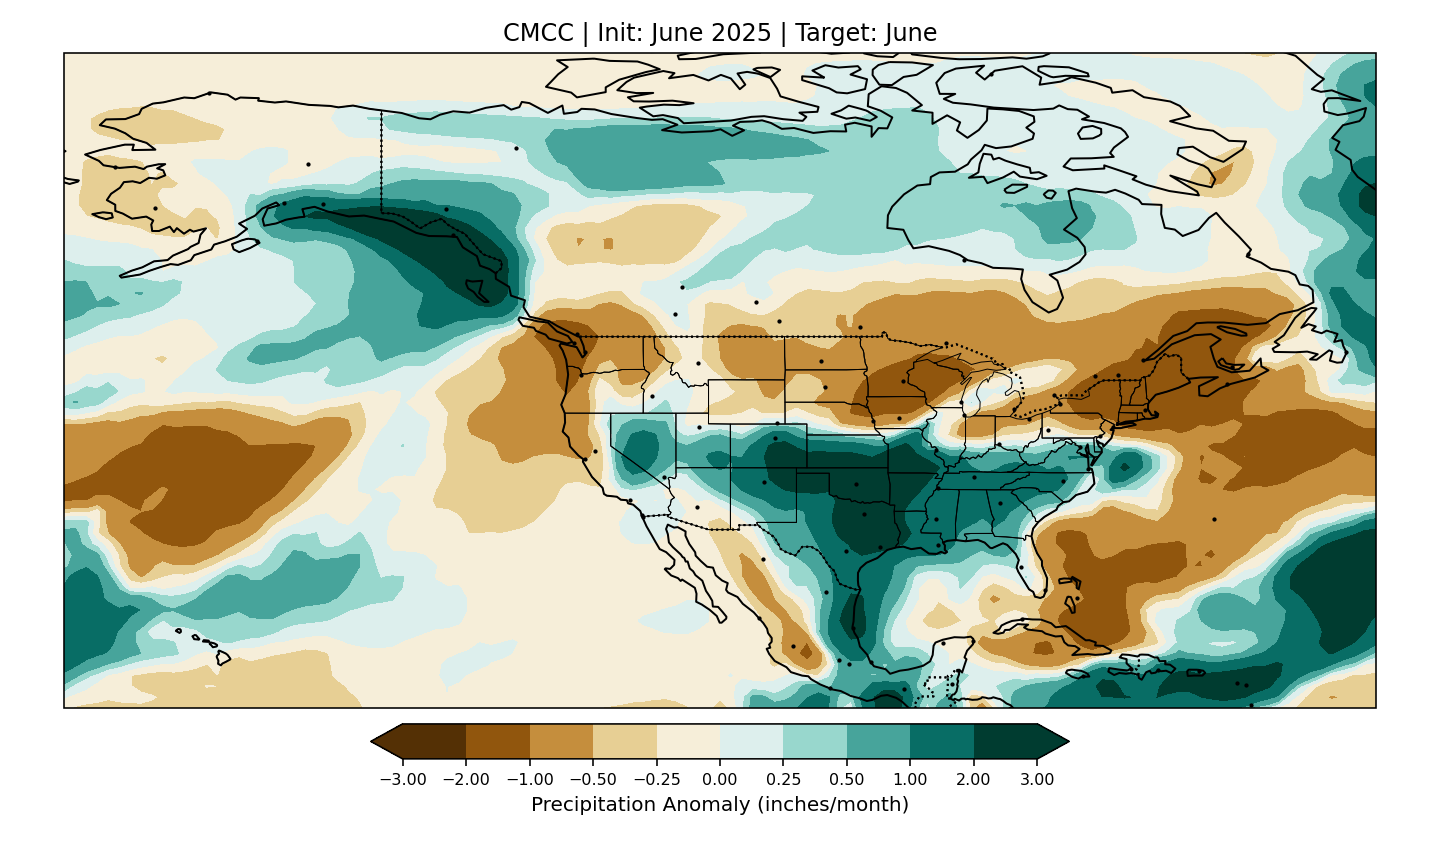 CMCC | Init: June 2025 | Target: June
−3.00 −2.00 −1.00 −0.50 −0.25 0.00 0.25 0.50 1.00 2.00 3.00
Precipitation Anomaly (inches/month)